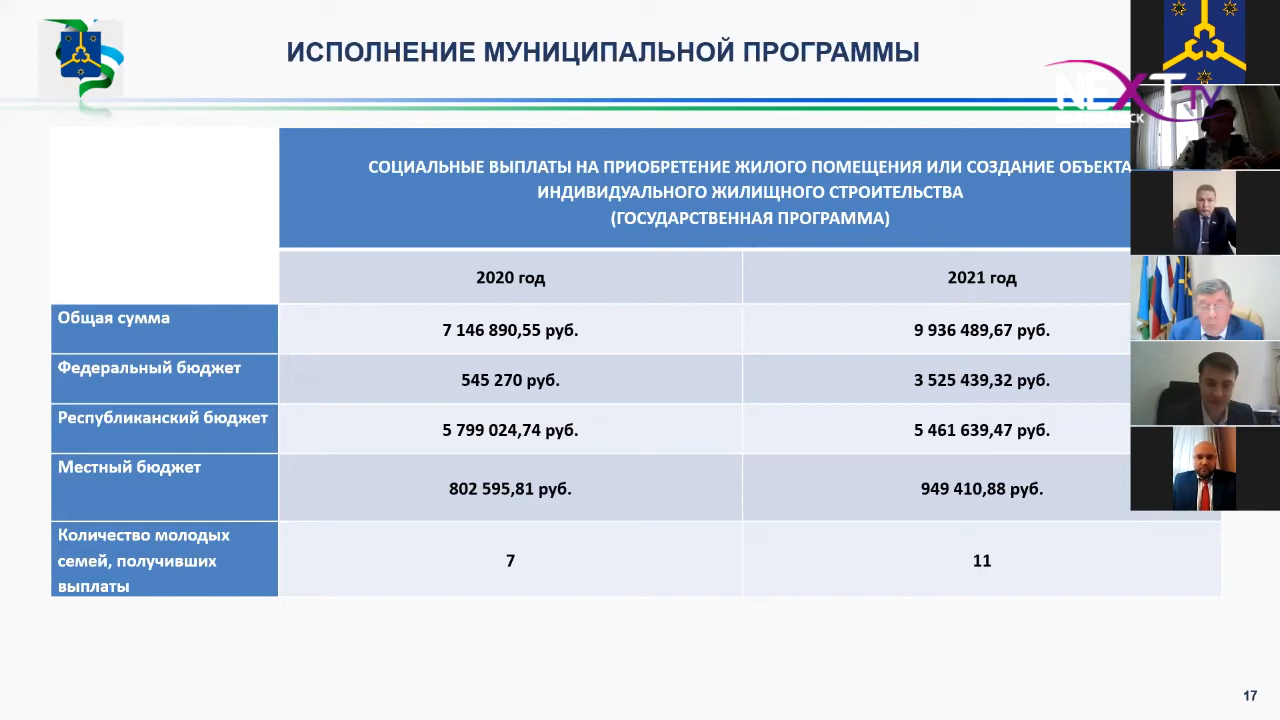 ИСПОЛНЕНИЕ МУНИЦИПАЛЬНОЙ ПРОГРАММЫ
NEXT TV
СОЦИАЛЬНЫЕ ВЫПЛАТЫ НА ПРИОБРЕТЕНИЕ ЖИЛОГО ПОМЕЩЕНИЯ ИЛИ СОЗДАНИЕ ОБЪЕКТА
ИНДИВИДУАЛЬНОГО ЖИЛИЩНОГО СТРОИТЕЛЬСТВА
(ГОСУДАРСТВЕННАЯ ПРОГРАММА)
2020 год 2021 год
Общая сумма 7 146 890,55 руб. 9 936 489,67 руб.
Федеральный бюджет 545 270 руб. 3 525 439,32 руб.
Республиканский бюджет 5 799 024,74 руб. 5 461 639,47 руб.
Местный бюджет 802 595,81 руб. 949 410,88 руб.
Количество молодых
семей, получивших 7 11
выплаты
17